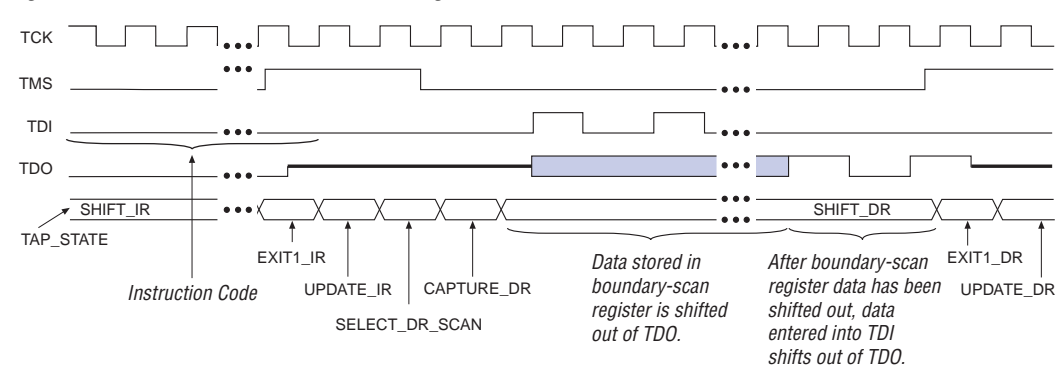 TCK
TMS
TDI
TDO
SHIFT_IR
SHIFT_DR
TAP_STATE
EXIT1_IR
EXIT1_DR
Instruction Code
UPDATE_IR
CAPTURE_DR
UPDATE_DR
SELECT_DR_SCAN
Data stored in
boundary-scan
register is shifted
out of TDO.
After boundary-scan
register data has been
shifted out, data
entered into TDI
shifts out of TDO.